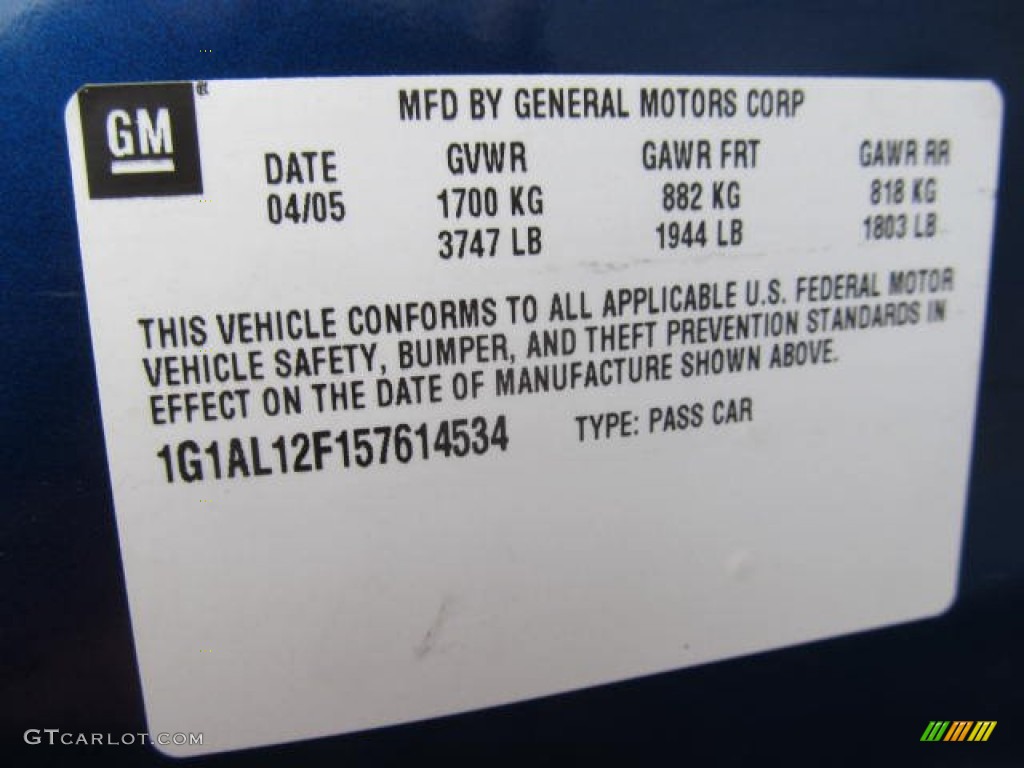 GM
MFD BY GENERAL MOTORS CORP
DATE GVWR GAWR FRT GAWR RR
04/05 1700 KG 882 KG 818 KG
3747 LB 1944 LB 1803 LB
THIS VEHICLE CONFORMS TO ALL APPLICABLE U.S. FEDERAL MOTOR
VEHICLE SAFETY, BUMPER, AND THEFT PREVENTION STANDARDS IN
EFFECT ON THE DATE OF MANUFACTURE SHOWN ABOVE.
1G1AL12F157614534 TYPE: PASS CAR
GTCARLOT.COM